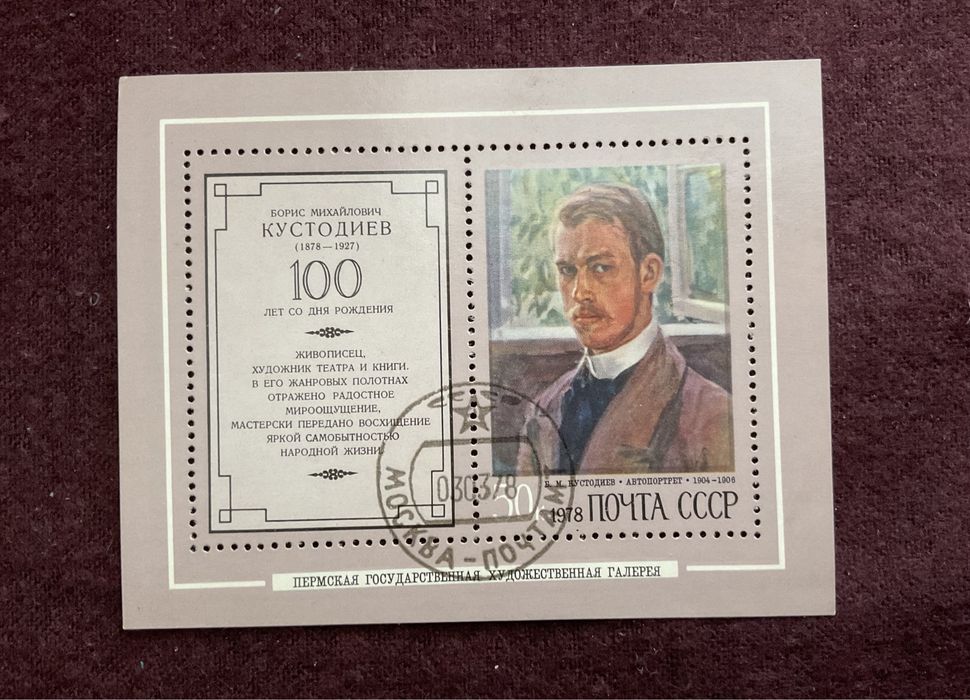 БОРИС МИХАЙЛОВИЧ
КУСТОДИЕВ
(1878—1927)
100
ЛЕТ СО ДНЯ РОЖДЕНИЯ
ЖИВОПИСЕЦ,
ХУДОЖНИК ТЕАТРА И КНИГИ.
В ЕГО ЖАНРОВЫХ ПОЛОТНАХ
ОТРАЖЕНО РАДОСТНОЕ
МИРООЩУЩЕНИЕ,
МАСТЕРСКИ ПЕРЕДАНО ВОСХИЩЕНИЕ
ЯРКОЙ САМОБЫТНОСТЬЮ
НАРОДНОЙ ЖИЗНИ.
Б. М. КУСТОДИЕВ • АВТОПОРТРЕТ • 1904-1906
50к 1978 ПОЧТА СССР
030378
МОСКВА-ПОЧТАМТ
ПЕРМСКАЯ ГОСУДАРСТВЕННАЯ ХУДОЖЕСТВЕННАЯ ГАЛЕРЕЯ